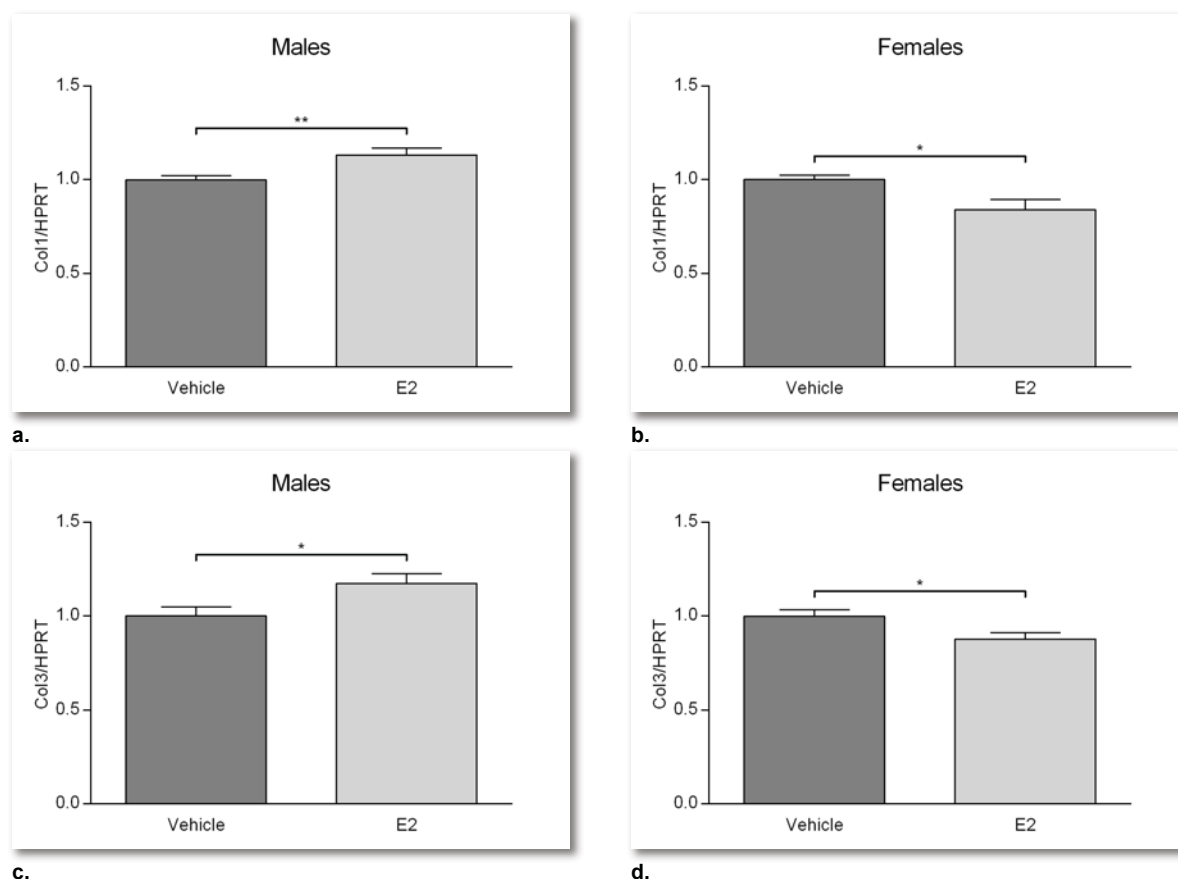 Males
1.5
**
1.0
Col1/HPRT
0.5
0.0
Vehicle E2
a.
Females
1.5
*
1.0
Col1/HPRT
0.5
0.0
Vehicle E2
b.
Males
1.5
*
1.0
Col3/HPRT
0.5
0.0
Vehicle E2
c.
Females
1.5
*
1.0
Col3/HPRT
0.5
0.0
Vehicle E2
d.